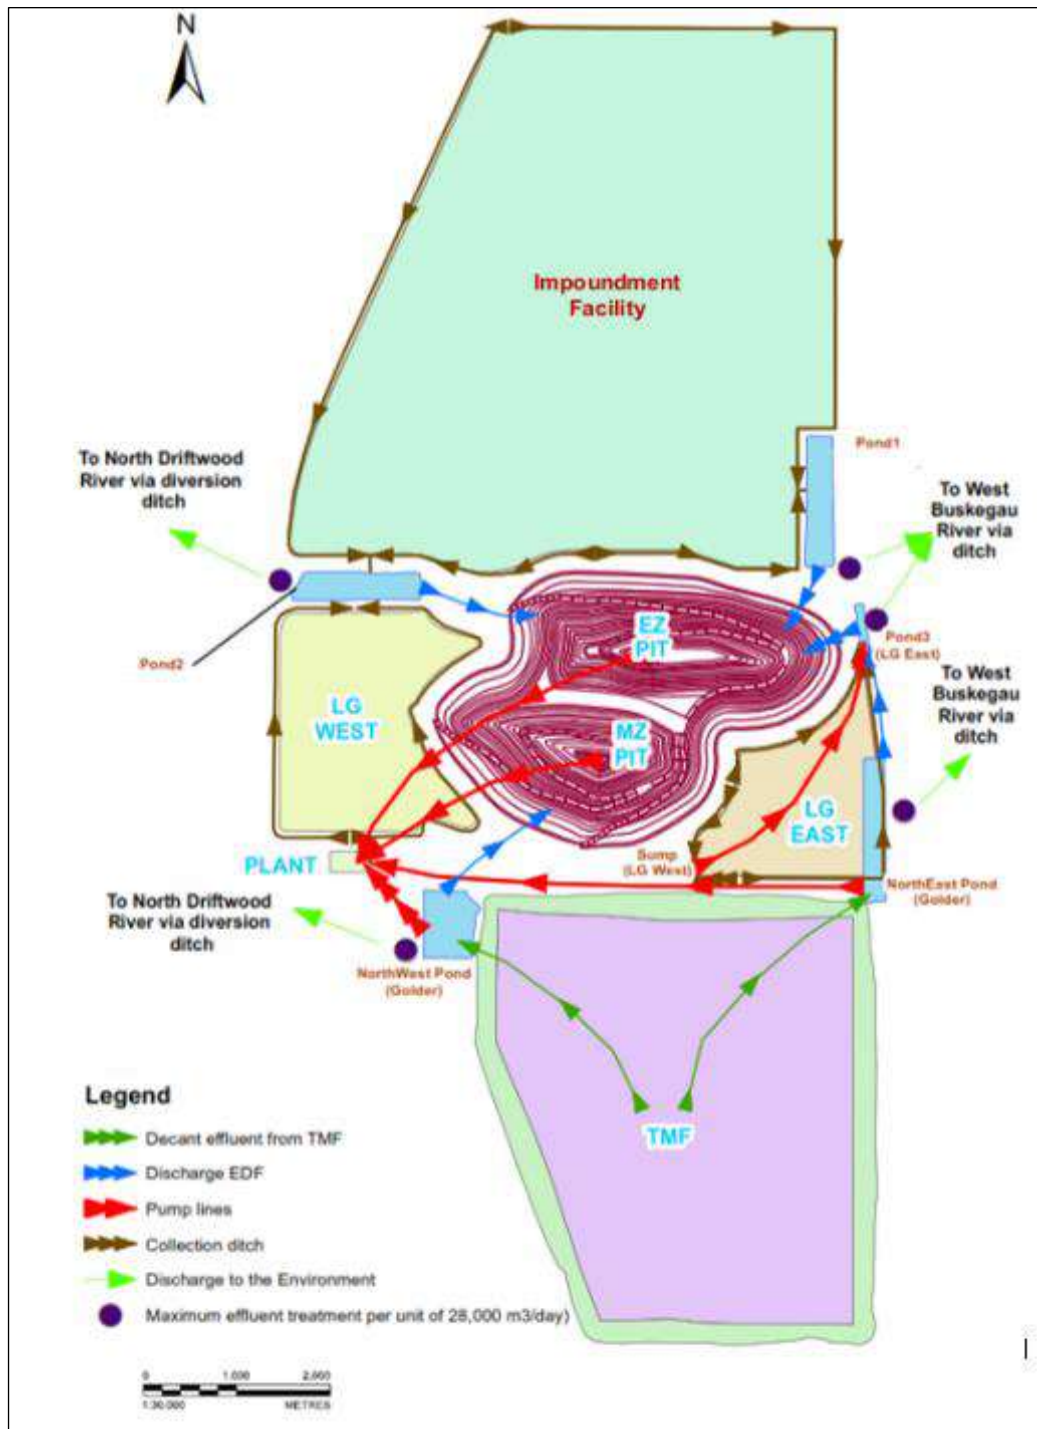 N
Impoundment
Facility
Pond1
To North Driftwood
River via diversion
ditch
To West
Buskegau
River via
ditch
Pond2
EZ
PIT
Pond3
(LG East)
LG
WEST
MZ
PIT
To West
Buskegau
River via
ditch
LG
EAST
Sump
(LG West)
PLANT
NorthEast Pond
(Golder)
To North Driftwood
River via diversion
ditch
NorthWest Pond
(Golder)
TMF
Legend
Decant effluent from TMF
Discharge EDF
Pump lines
Collection ditch
Discharge to the Environment
Maximum effluent treatment per unit of 28,000 m3/day)
0 1,000 2,000
1:30,000 METRES